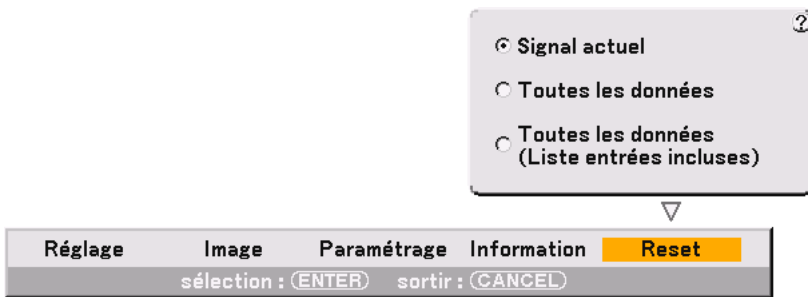 ?
Signal actuel
Toutes les données
Toutes les données
(Liste entrées incluses)
Réglage Image Paramétrage Information Reset
sélection : ENTER sortir : CANCEL